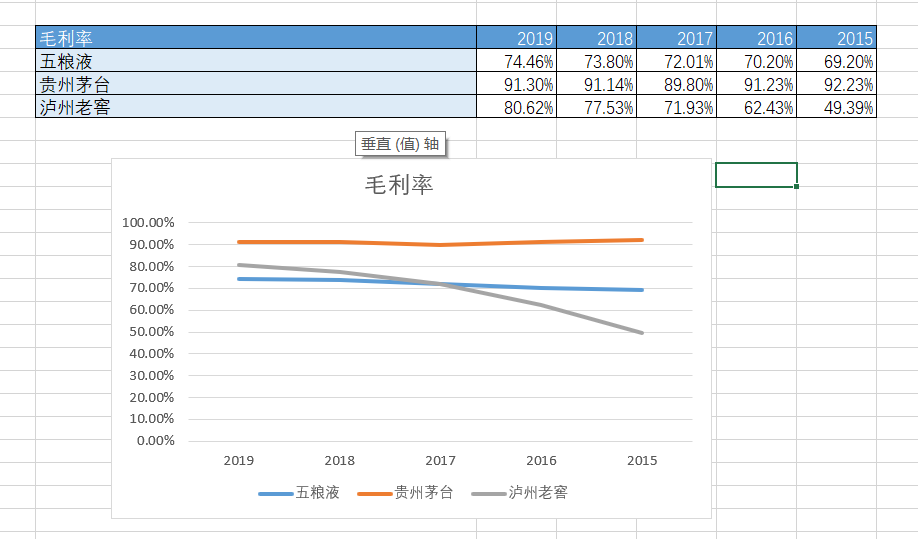 毛利率 2019 2018 2017 2016 2015
五粮液 74.46% 73.80% 72.01% 70.20% 69.20%
贵州茅台 91.30% 91.14% 89.80% 91.23% 92.23%
泸州老窖 80.62% 77.53% 71.93% 62.43% 49.39%
垂直 (值) 轴
毛利率
100.00%
90.00%
80.00%
70.00%
60.00%
50.00%
40.00%
30.00%
20.00%
10.00%
0.00%
2019 2018 2017 2016 2015
五粮液 贵州茅台 泸州老窖